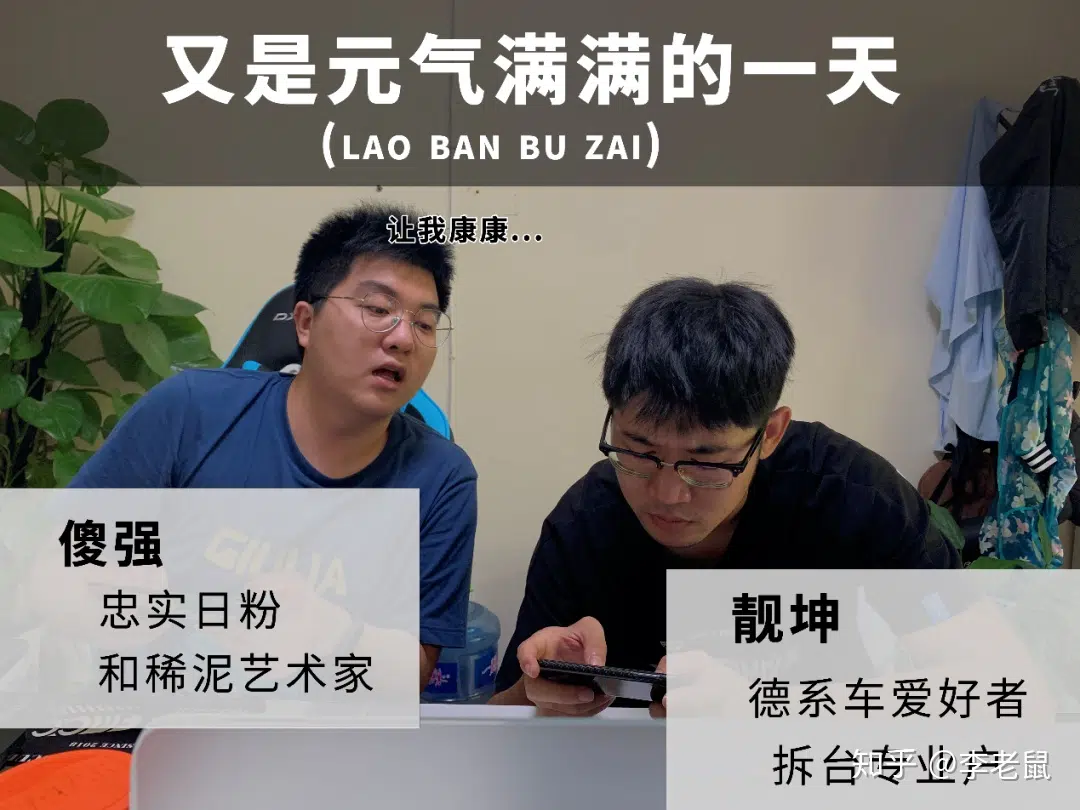 又是元气满满的一天
(LAO BAN BU ZAI)
让我康康...
DX
傻强
忠实日粉
和稀泥艺术家
GIULIA
靓坤
德系车爱好者
拆台专业户
知乎 @李老鼠